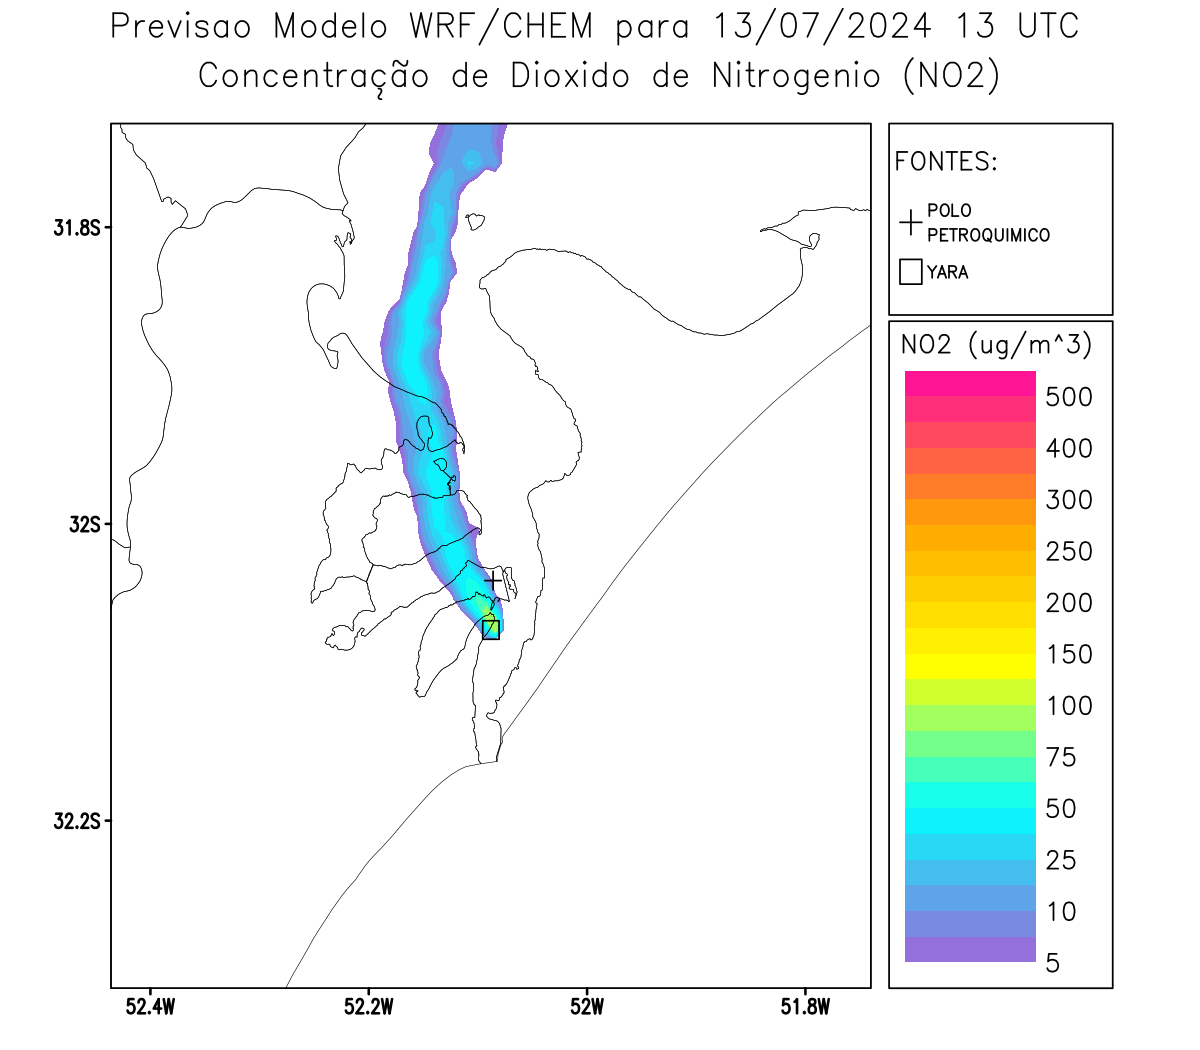 Previsao Modelo WRF/CHEM para 13/07/2024 13 UTC
Concentração de Dioxido de Nitrogenio (NO2)
FONTES:
POLO
PETROQUIMICO
YARA
NO2 (ug/m^3)
500
400
300
250
200
150
100
75
50
25
10
5
31.8S
32S
32.2S
52.4W
52.2W
52W
51.8W